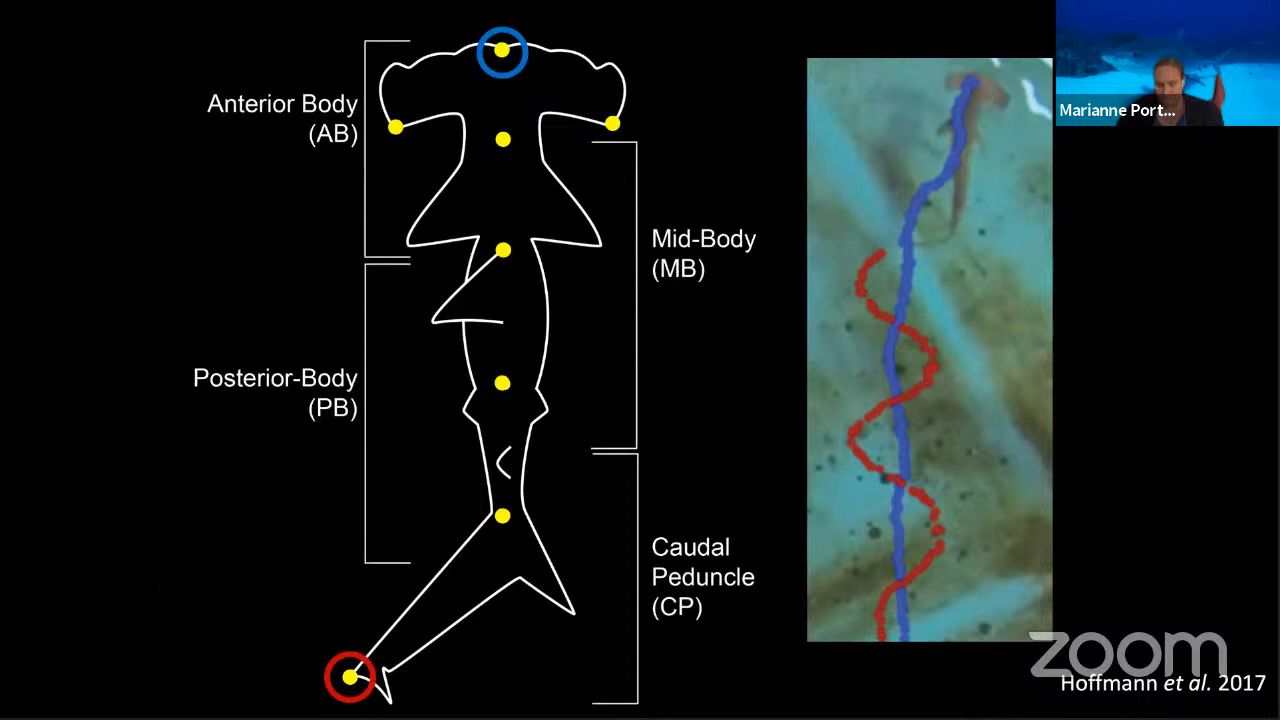 Anterior Body
(AB)
Mid-Body
(MB)
Posterior-Body
(PB)
Caudal
Peduncle
(CP)
Marianne Port...
zoom
Hoffmann et al. 2017